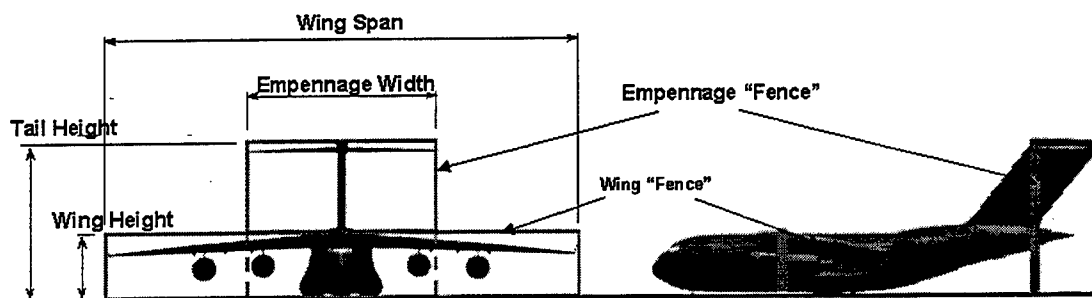 Wing Span
Empennage Width
Empennage “Fence”
Tail Height
Wing “Fence”
Wing Height